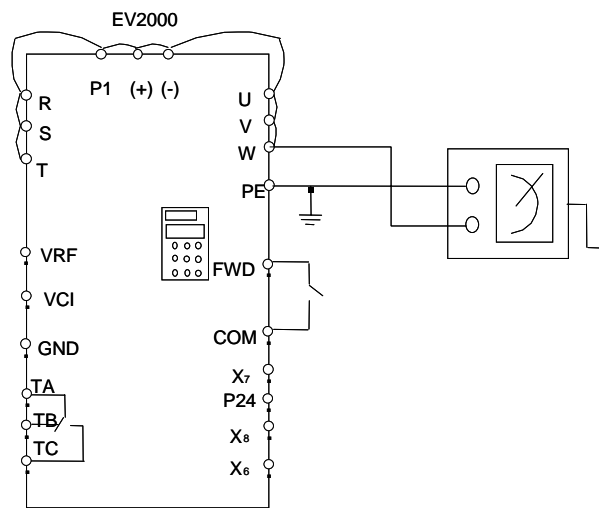 EV2000
P1 (+) (-)
R
S
T
U
V
W
PE
VRF
VCI
GND
TA
TB
TC
FWD
COM
X7
P24
X8
X6